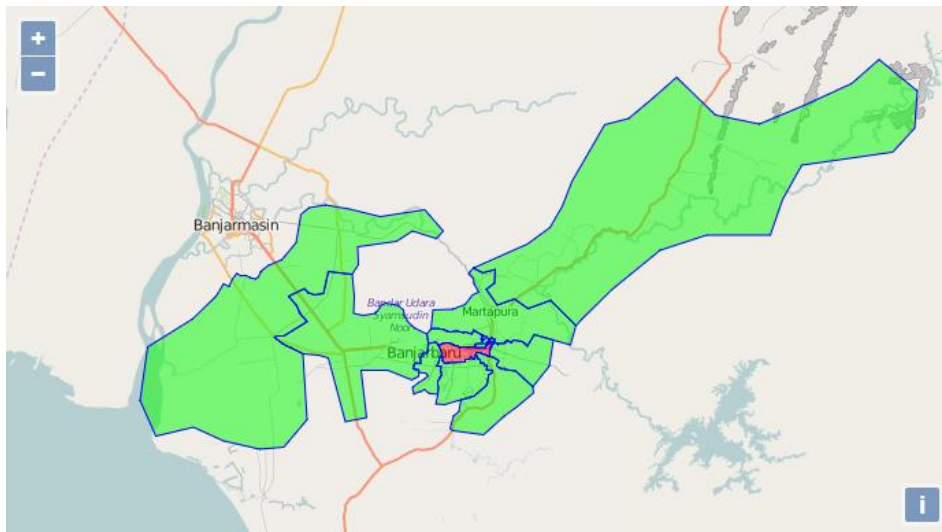 +
−
Banjarmasin
Bandar Udara
Syamsudin
Noor
Martapura
Banjarbaru
i